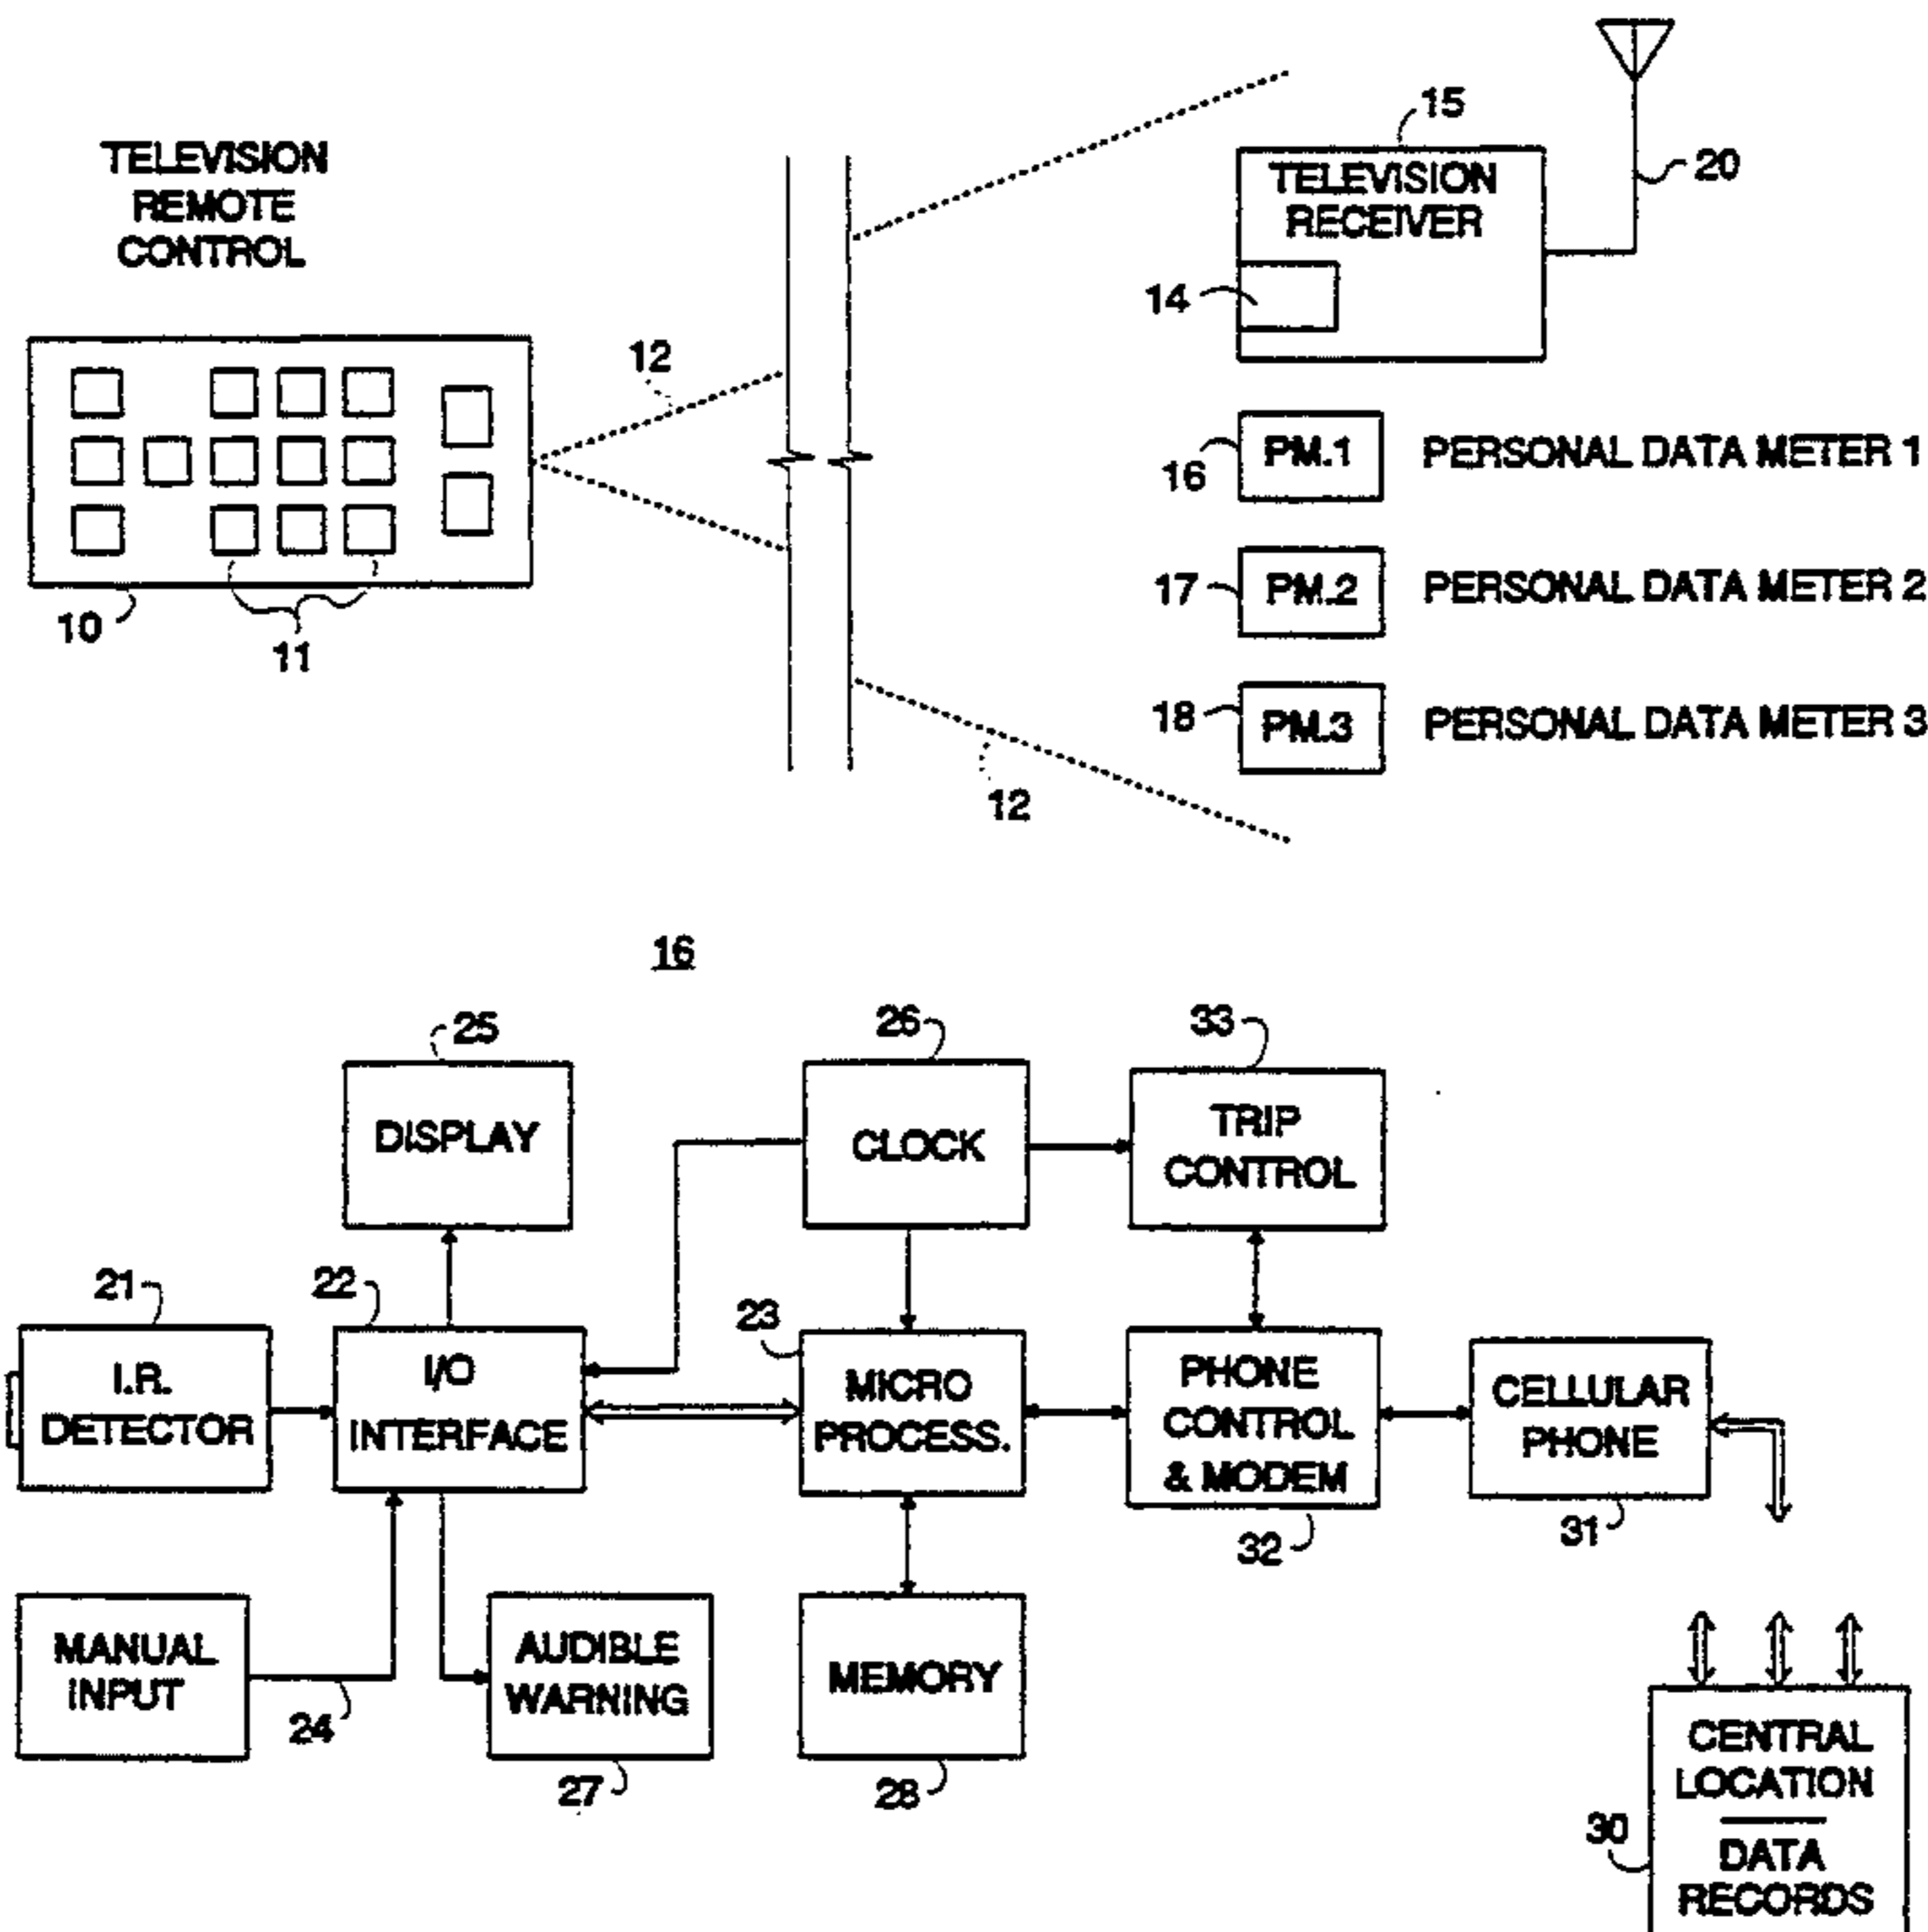 TELEVISION
REMOTE
CONTROL
10
11
12
12
15
TELEVISION
RECEIVER
14
20
16
PM.1
PERSONAL DATA METER 1
17
PM.2
PERSONAL DATA METER 2
18
PM.3
PERSONAL DATA METER 3
16
25
DISPLAY
26
CLOCK
33
TRIP
CONTROL
21
I.R.
DETECTOR
22
I/O
INTERFACE
23
MICRO
PROCESS.
PHONE
CONTROL
& MODEM
32
CELLULAR
PHONE
31
MANUAL
INPUT
24
AUDIBLE
WARNING
27
MEMORY
28
CENTRAL
LOCATION
DATA
RECORDS
30